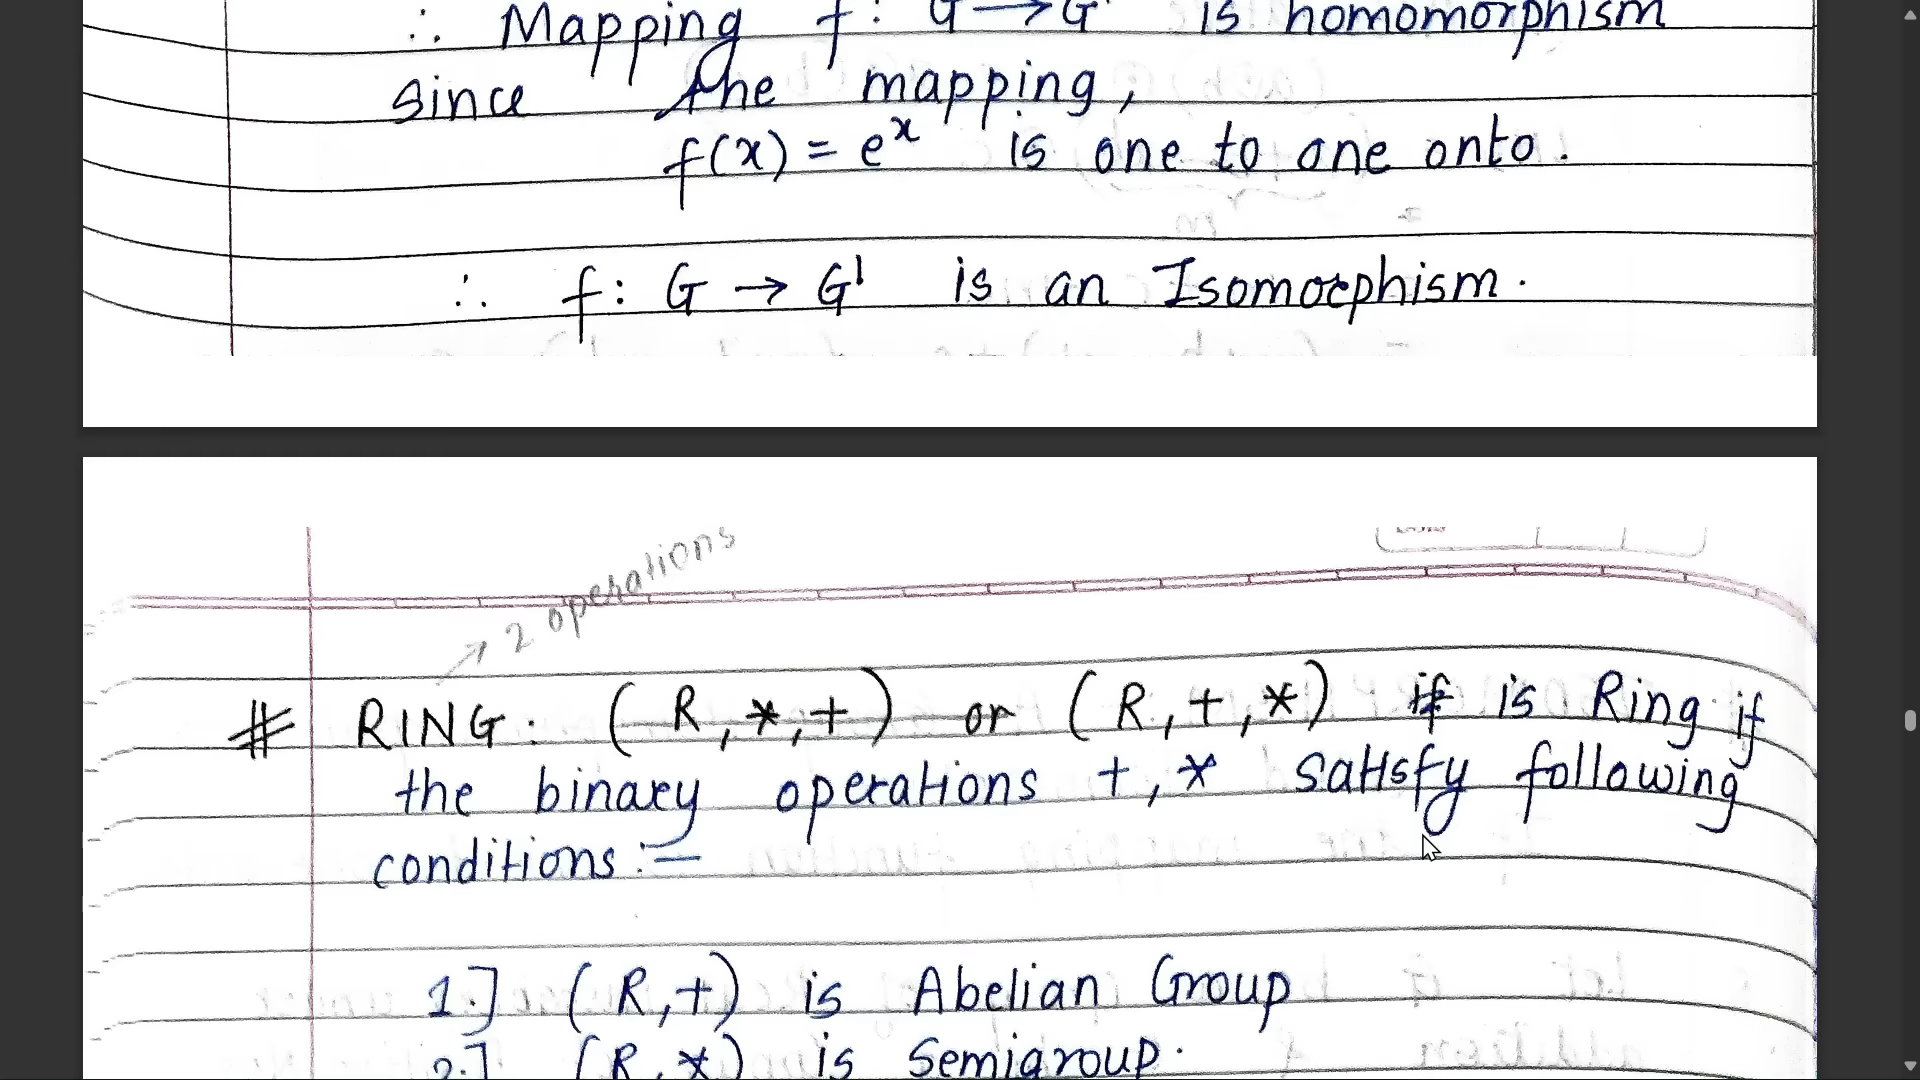 ∴ Mapping f: G → G' is homomorphism
since the mapping,
f(x) = e^x is one to one onto.
∴ f: G → G' is an Isomorphism.
→ 2 operations
# RING: (R, *, +) or (R, +, *) if is Ring if
the binary operations +, * satisfy following
conditions :-
1.] (R, +) is Abelian Group
2.] (R, *) is Semigroup.